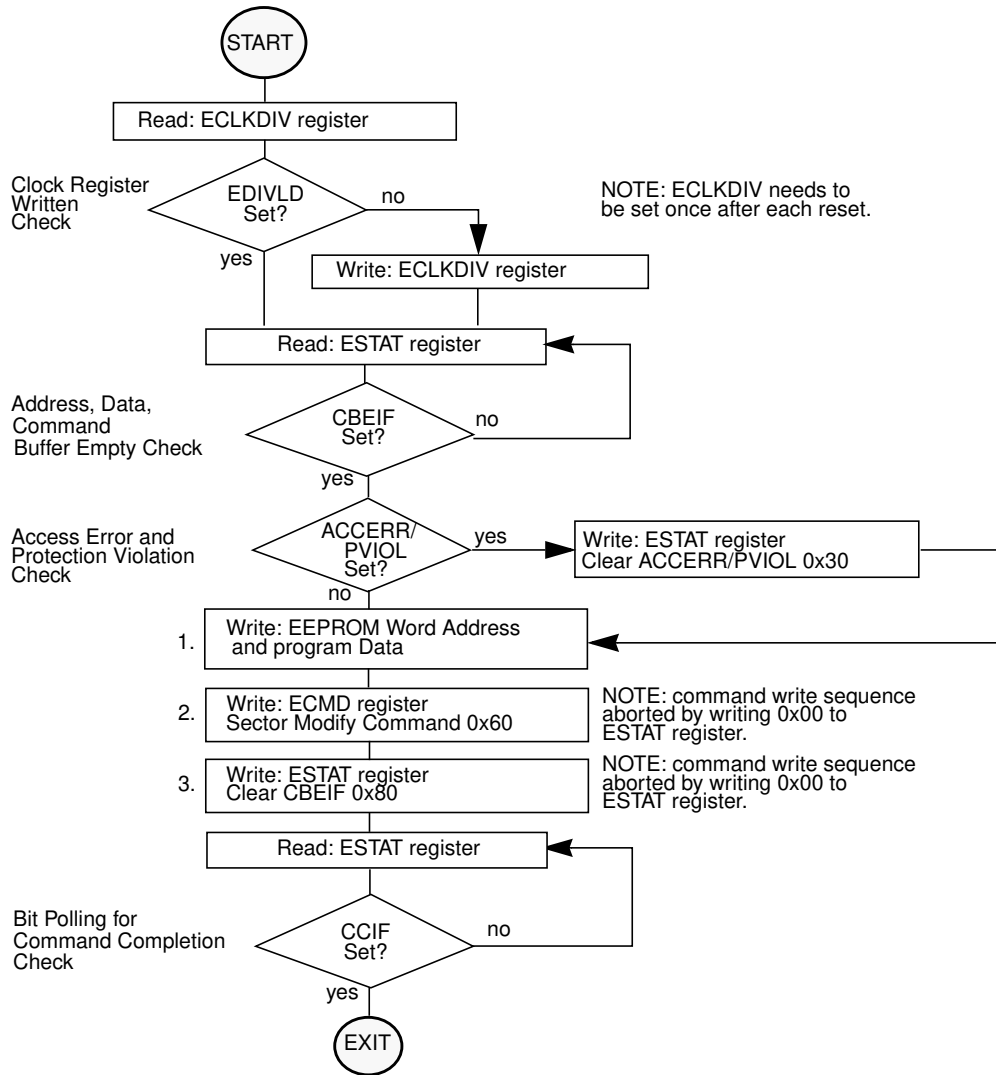 START
Read: ECLKDIV register
Clock Register
Written
Check
EDIVLD
Set?
no
yes
NOTE: ECLKDIV needs to
be set once after each reset.
Write: ECLKDIV register
Read: ESTAT register
Address, Data,
Command
Buffer Empty Check
CBEIF
Set?
no
yes
Access Error and
Protection Violation
Check
ACCERR/
PVIOL
Set?
yes
no
Write: ESTAT register
Clear ACCERR/PVIOL 0x30
1.
Write: EEPROM Word Address
and program Data
2.
Write: ECMD register
Sector Modify Command 0x60
NOTE: command write sequence
aborted by writing 0x00 to
ESTAT register.
3.
Write: ESTAT register
Clear CBEIF 0x80
NOTE: command write sequence
aborted by writing 0x00 to
ESTAT register.
Read: ESTAT register
Bit Polling for
Command Completion
Check
CCIF
Set?
no
yes
EXIT